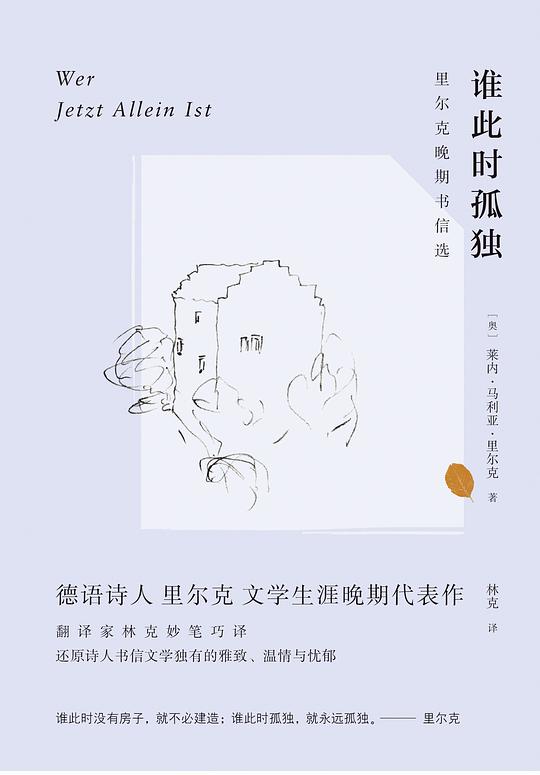 Wer
Jetzt Allein Ist
谁此时孤独
里尔克晚期书信选
［奥］莱内·马利亚·里尔克 著
林克 译
德语诗人 里尔克 文学生涯晚期代表作
翻译家林克妙笔巧译
还原诗人书信文学独有的雅致、温情与忧郁
谁此时没有房子，就不必建造；谁此时孤独，就永远孤独。—— 里尔克